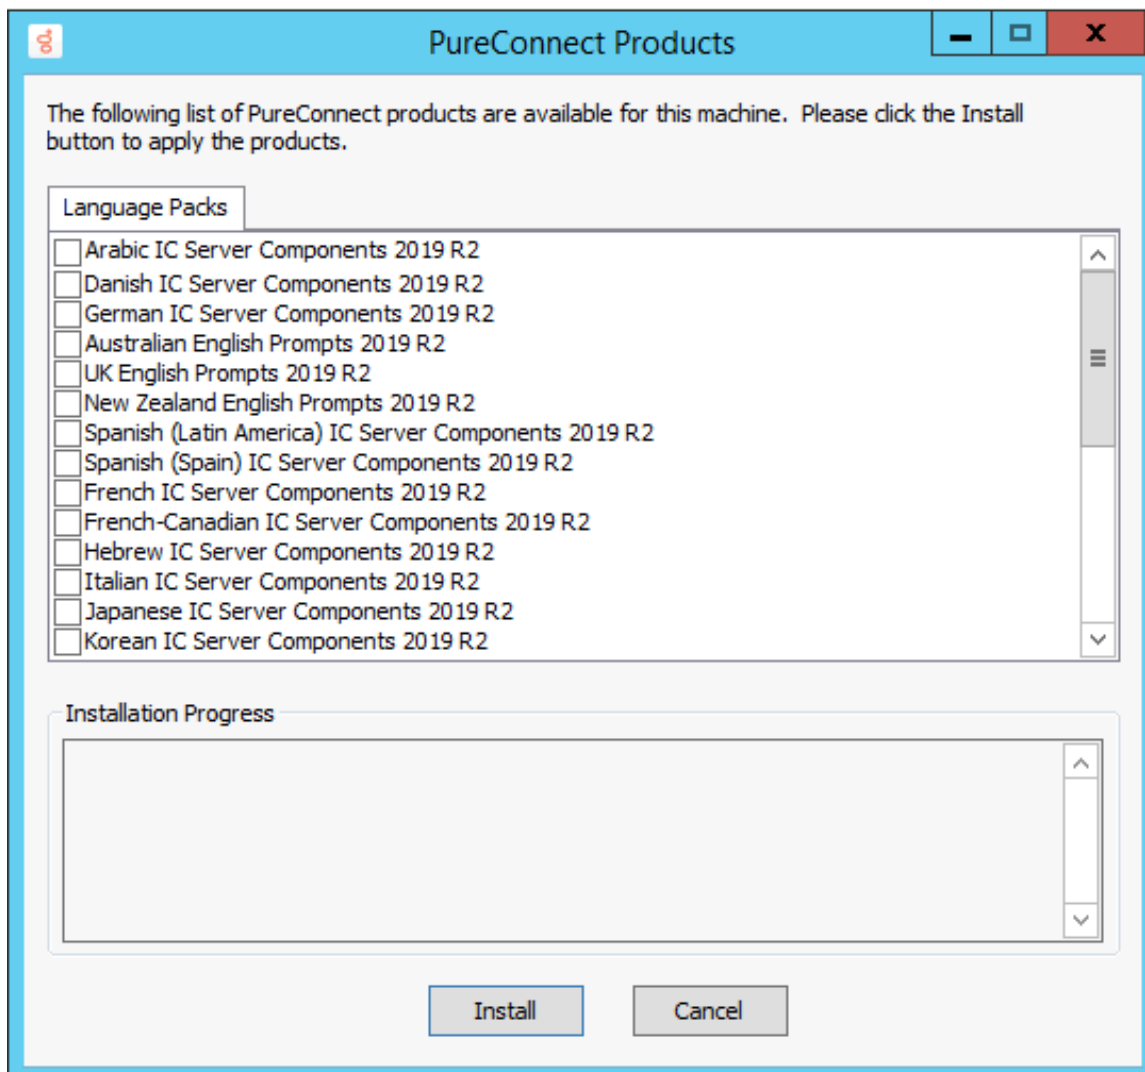 PureConnect Products
The following list of PureConnect products are available for this machine.  Please click the Install
button to apply the products.
Language Packs
Arabic IC Server Components 2019 R2
Danish IC Server Components 2019 R2
German IC Server Components 2019 R2
Australian English Prompts 2019 R2
UK English Prompts 2019 R2
New Zealand English Prompts 2019 R2
Spanish (Latin America) IC Server Components 2019 R2
Spanish (Spain) IC Server Components 2019 R2
French IC Server Components 2019 R2
French-Canadian IC Server Components 2019 R2
Hebrew IC Server Components 2019 R2
Italian IC Server Components 2019 R2
Japanese IC Server Components 2019 R2
Korean IC Server Components 2019 R2
Installation Progress
Install
Cancel